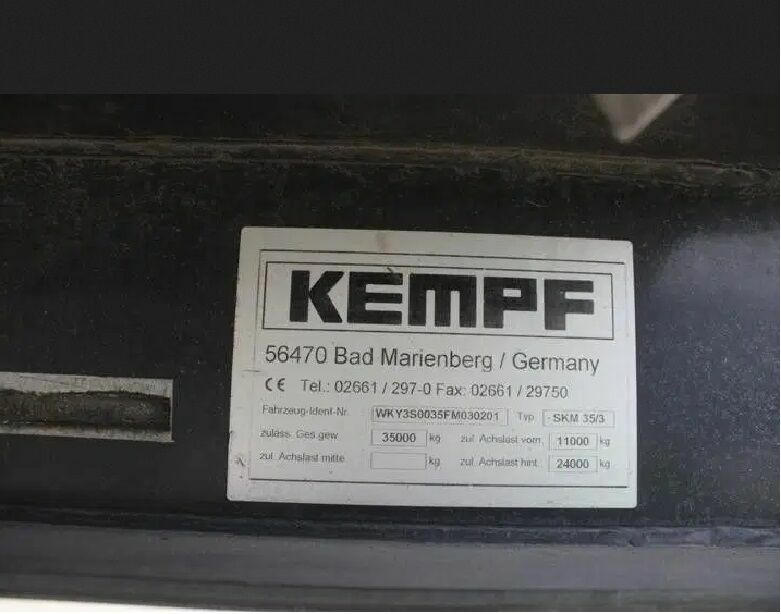 KEMPF
56470 Bad Marienberg / Germany
CE Tel.: 02661 / 297-0 Fax: 02661 / 29750
Fahrzeug-Ident-Nr. WKY3S0035FM030201 Typ SKM 35/3
zuläss. Ges.gew. 35000 kg zul. Achslast vorn. 11000 kg
zul. Achslast mitte kg zul. Achslast hint. 24000 kg